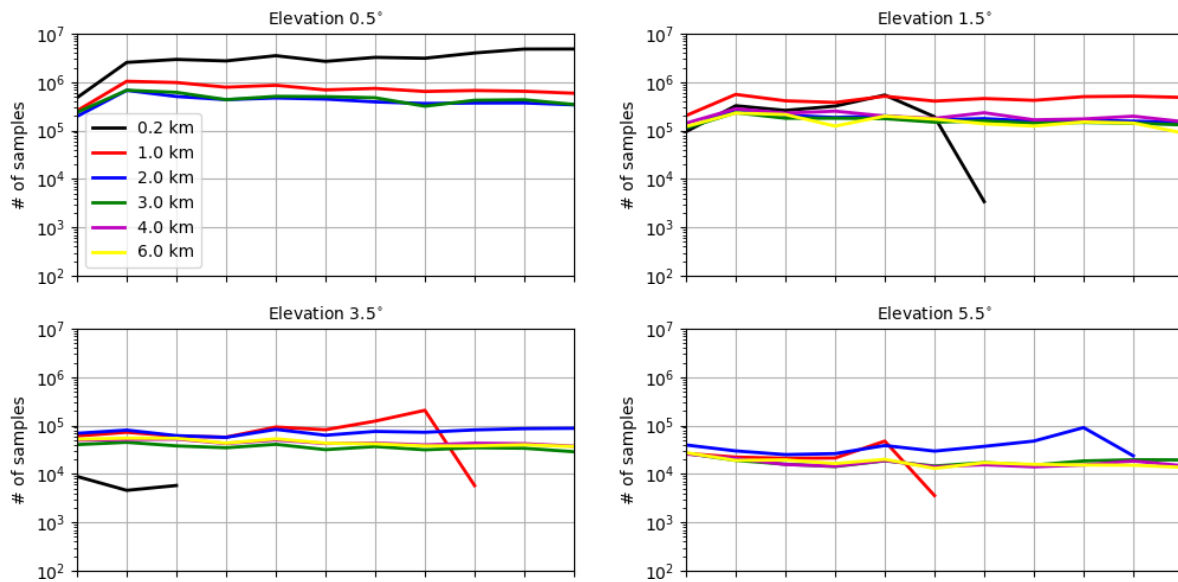 Elevation 0.5°
# of samples
10^7
10^6
10^5
10^4
10^3
10^2
0.2 km
1.0 km
2.0 km
3.0 km
4.0 km
6.0 km
Elevation 1.5°
# of samples
10^7
10^6
10^5
10^4
10^3
10^2
Elevation 3.5°
# of samples
10^7
10^6
10^5
10^4
10^3
10^2
Elevation 5.5°
# of samples
10^7
10^6
10^5
10^4
10^3
10^2